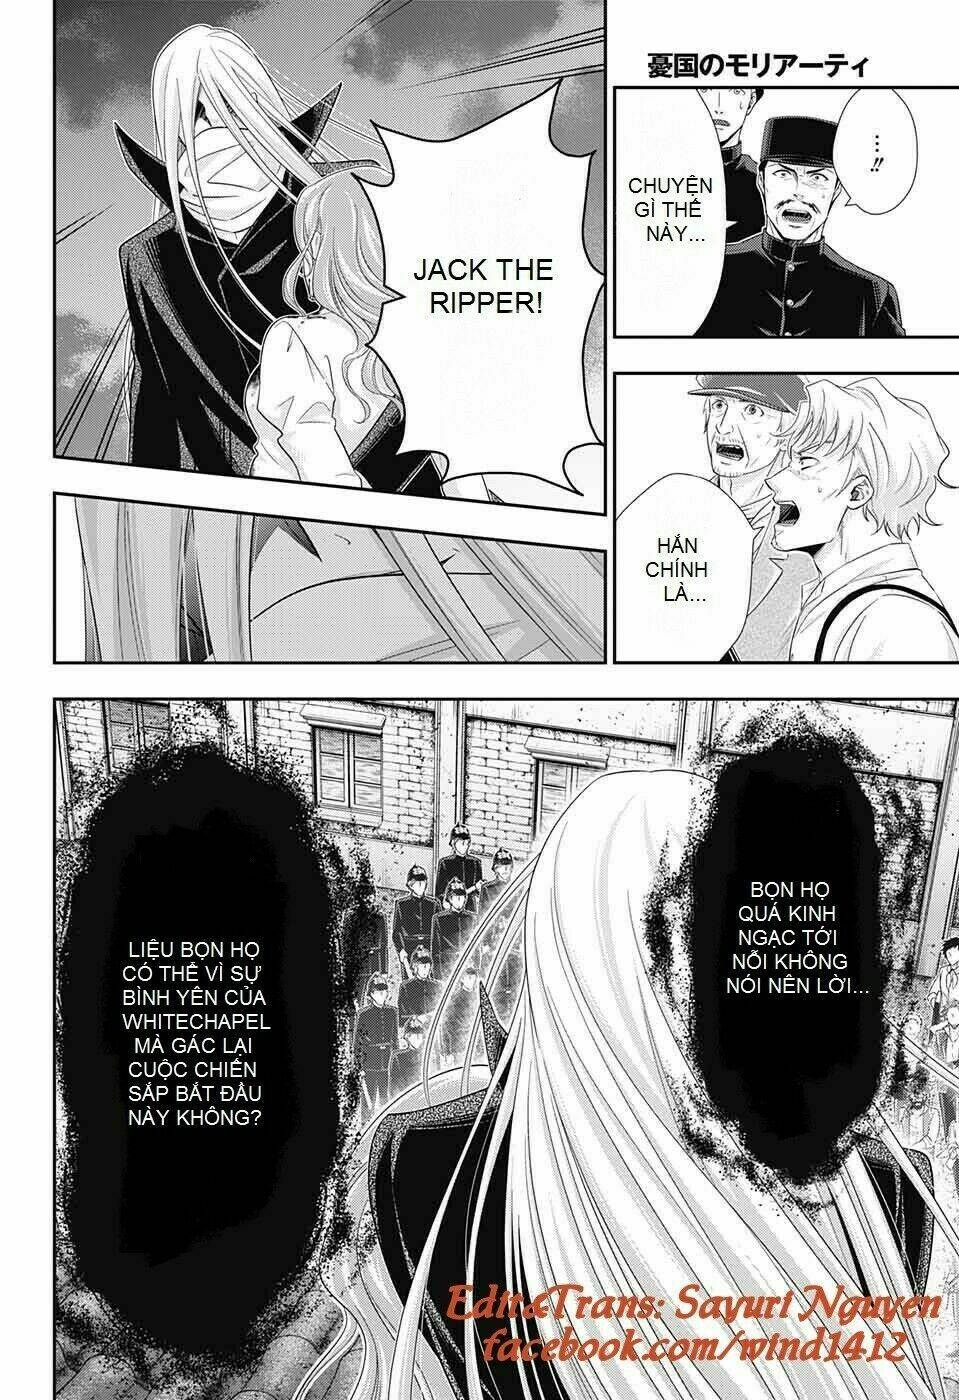 憂国のモリアーティ
…‥!!
CHUYỆN
GÌ THẾ
NÀY...
HẮN
CHÍNH
LÀ...
JACK THE
RIPPER!
BỌN HỌ
QUÁ KINH
NGẠC TỚI
NỖI KHÔNG
NÓI NÊN LỜI...
LIỆU BỌN HỌ
CÓ THỂ VÌ SỰ
BÌNH YÊN CỦA
WHITECHAPEL
MÀ GÁC LẠI
CUỘC CHIẾN
SẮP BẮT ĐẦU
NÀY KHÔNG?
Edit&Trans: Sayuri Nguyen
facebook.com/wind1412